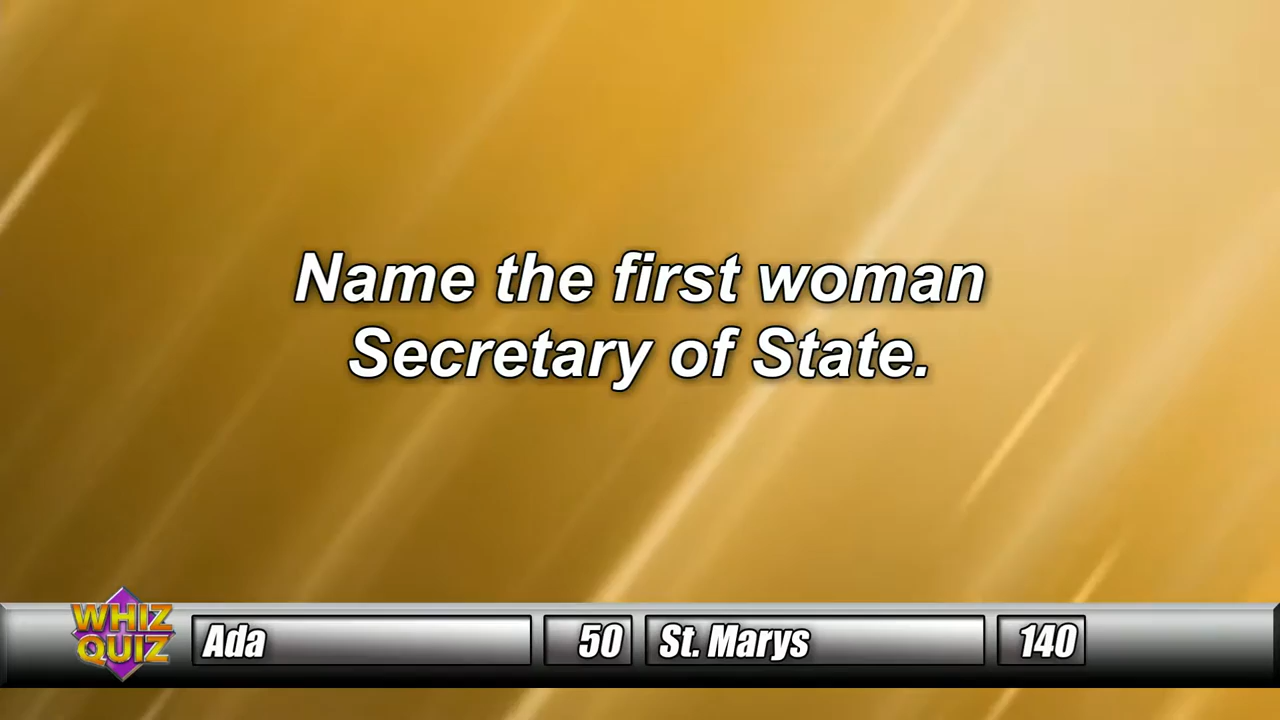 Name the first woman
Secretary of State.
WHIZ
QUIZ
Ada 50 St. Marys 140